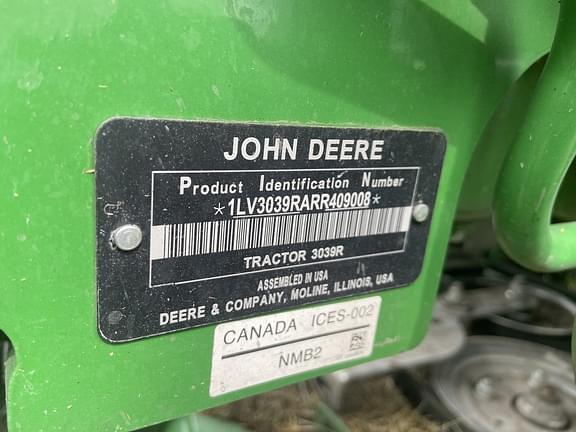 JOHN DEERE
Product Identification Number
*1LV3039RARR409008*
TRACTOR 3039R
ASSEMBLED IN USA
DEERE & COMPANY, MOLINE, ILLINOIS, USA
CANADA ICES-002
NMB2